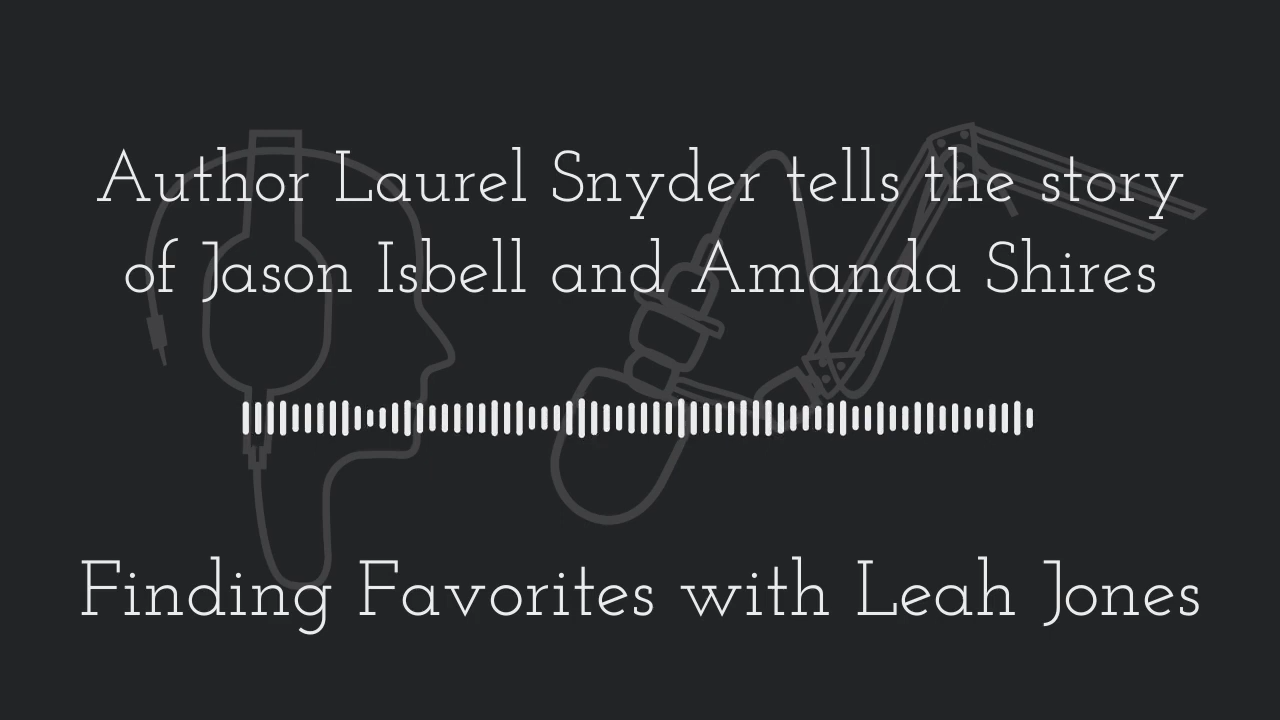 Author Laurel Snyder tells the story
of Jason Isbell and Amanda Shires
Finding Favorites with Leah Jones